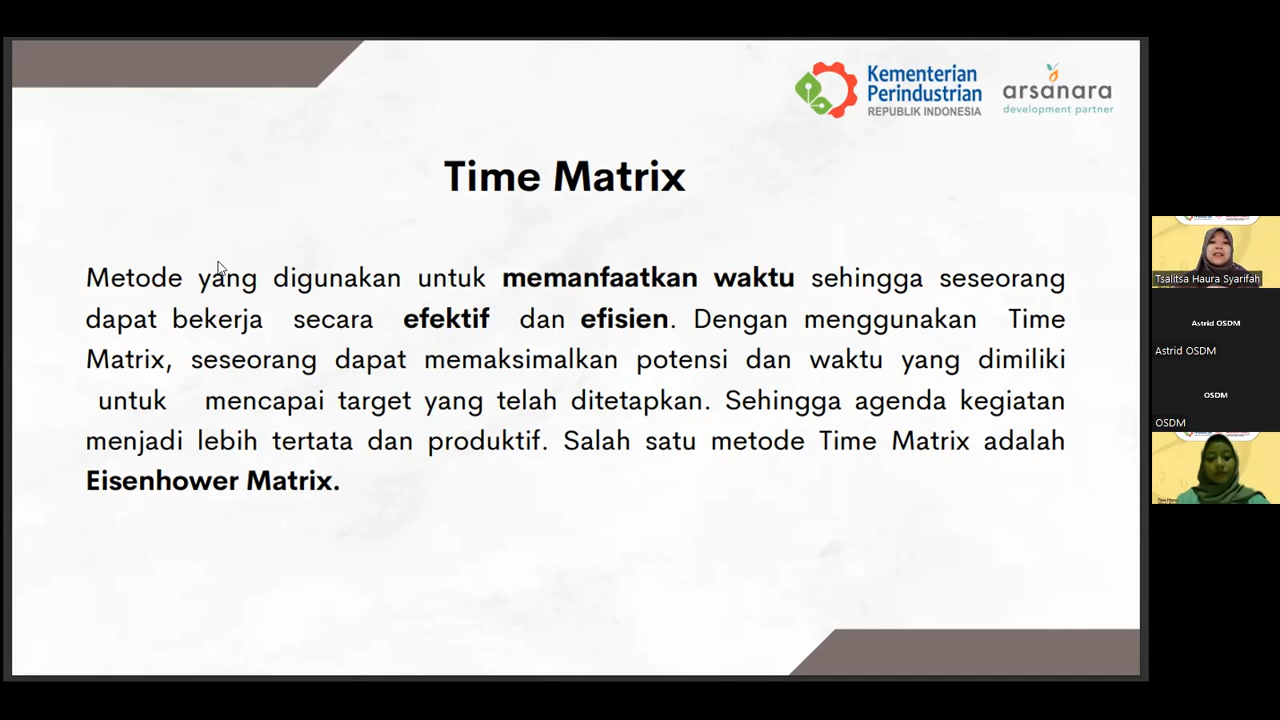 Kementerian
Perindustrian
REPUBLIK INDONESIA
arsanara
development partner
Time Matrix
Metode yang digunakan untuk memanfaatkan waktu sehingga seseorang
dapat bekerja secara efektif dan efisien. Dengan menggunakan Time
Matrix, seseorang dapat memaksimalkan potensi dan waktu yang dimiliki
untuk mencapai target yang telah ditetapkan. Sehingga agenda kegiatan
menjadi lebih tertata dan produktif. Salah satu metode Time Matrix adalah
Eisenhower Matrix.
Tsalitsa Haura Syarifah
Astrid OSDM
Astrid OSDM
OSDM
OSDM